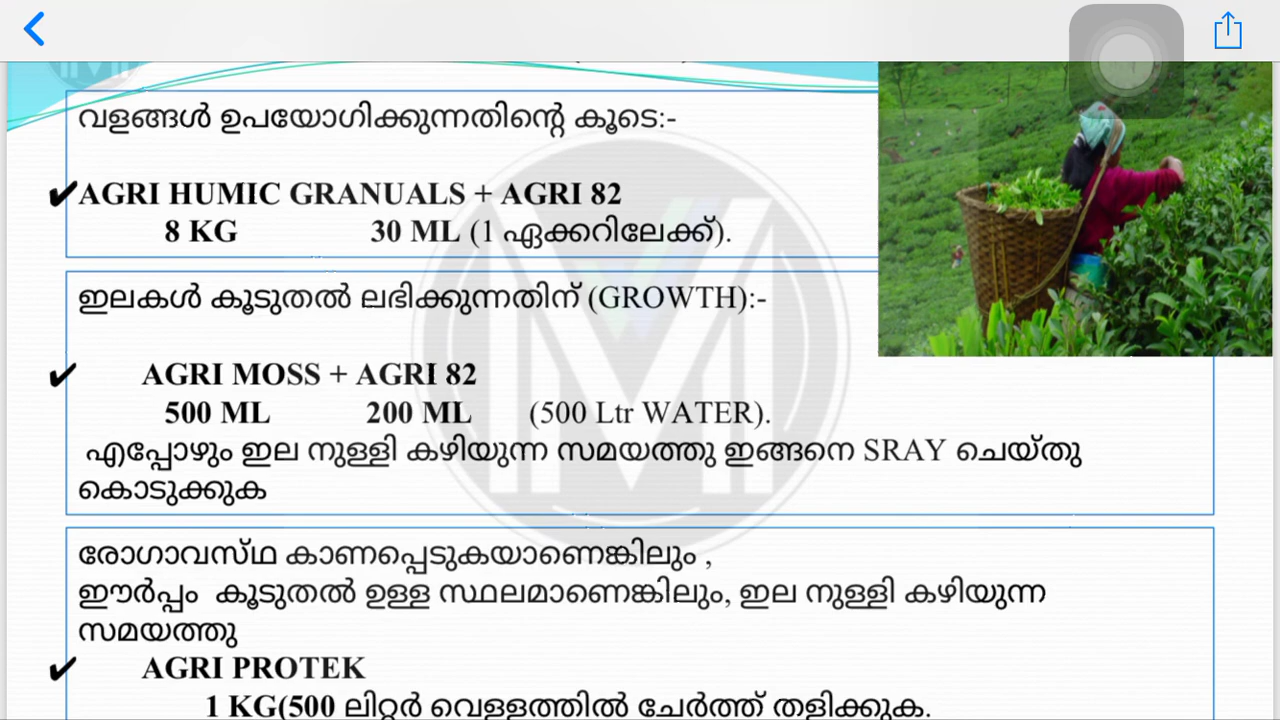 വളങ്ങൾ ഉപയോഗിക്കുന്നതിന്റെ കൂടെ:-
✔AGRI HUMIC GRANUALS + AGRI 82
8 KG 30 ML (1 ഏക്കറിലേക്ക്).
ഇലകൾ കൂടുതൽ ലഭിക്കുന്നതിന് (GROWTH):-
✔ AGRI MOSS + AGRI 82
500 ML 200 ML (500 Ltr WATER).
എപ്പോഴും ഇല നുള്ളി കഴിയുന്ന സമയത്തു ഇങ്ങനെ SRAY ചെയ്തു
കൊടുക്കുക
രോഗാവസ്ഥ കാണപ്പെടുകയാണെങ്കിലും ,
ഈർപ്പം കൂടുതൽ ഉള്ള സ്ഥലമാണെങ്കിലും, ഇല നുള്ളി കഴിയുന്ന
സമയത്തു
✔ AGRI PROTEK
1 KG(500 ലിറ്റർ വെള്ളത്തിൽ ചേർത്ത് തളിക്കുക.